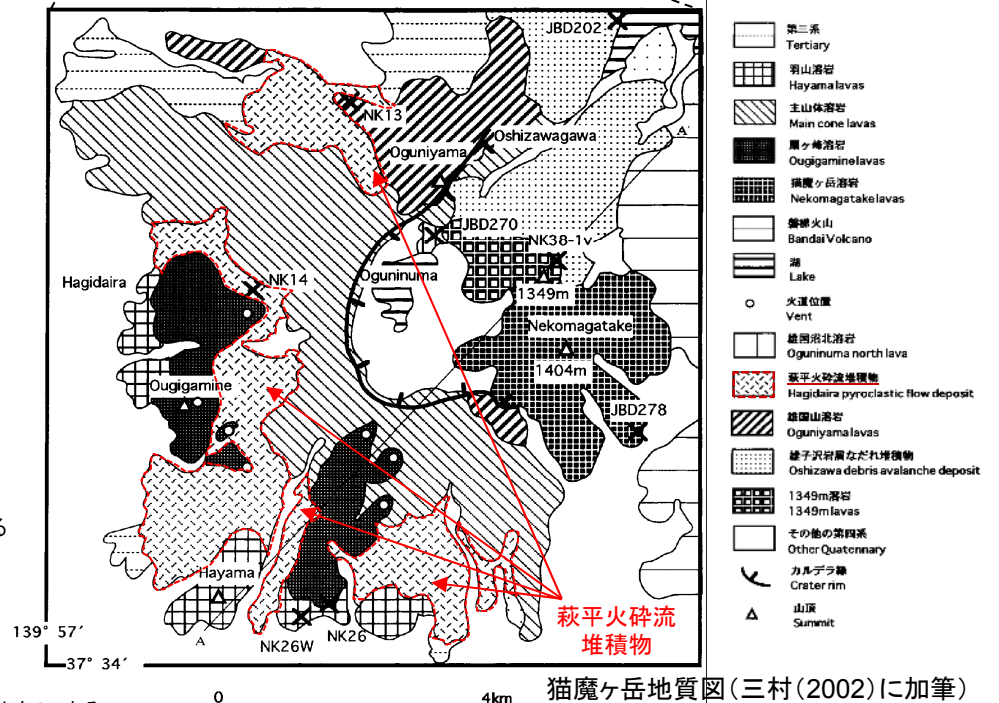 JBD202
NK13
Oshizawagawa
A'
Oguniyama
JBD270
NK38-1v
Hagidaira
NK14
Oguninuma
1349m
Nekomagatake
1404m
Ougigamine
JBD278
る
Hayama
萩平火砕流
堆積物
139° 57′
A
NK26
NK26W
37° 34′
0 4km
猫魔ヶ岳地質図(三村(2002)に加筆)
第三系
Tertiary
羽山溶岩
Hayama lavas
主山体溶岩
Main cone lavas
扇ヶ峰溶岩
Ougigamine lavas
猫魔ヶ岳溶岩
Nekomagatake lavas
磐梯火山
Bandai Volcano
湖
Lake
火道位置
Vent
雄国沼北溶岩
Oguninuma north lava
萩平火砕流堆積物
Hagidaira pyroclastic flow deposit
雄国山溶岩
Oguniyama lavas
雄子沢岩屑なだれ堆積物
Oshizawa debris avalanche deposit
1349m溶岩
1349m lavas
その他の第四系
Other Quatennary
カルデラ縁
Crater rim
山頂
Summit